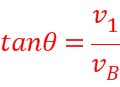 tanθ = v₁/v_B